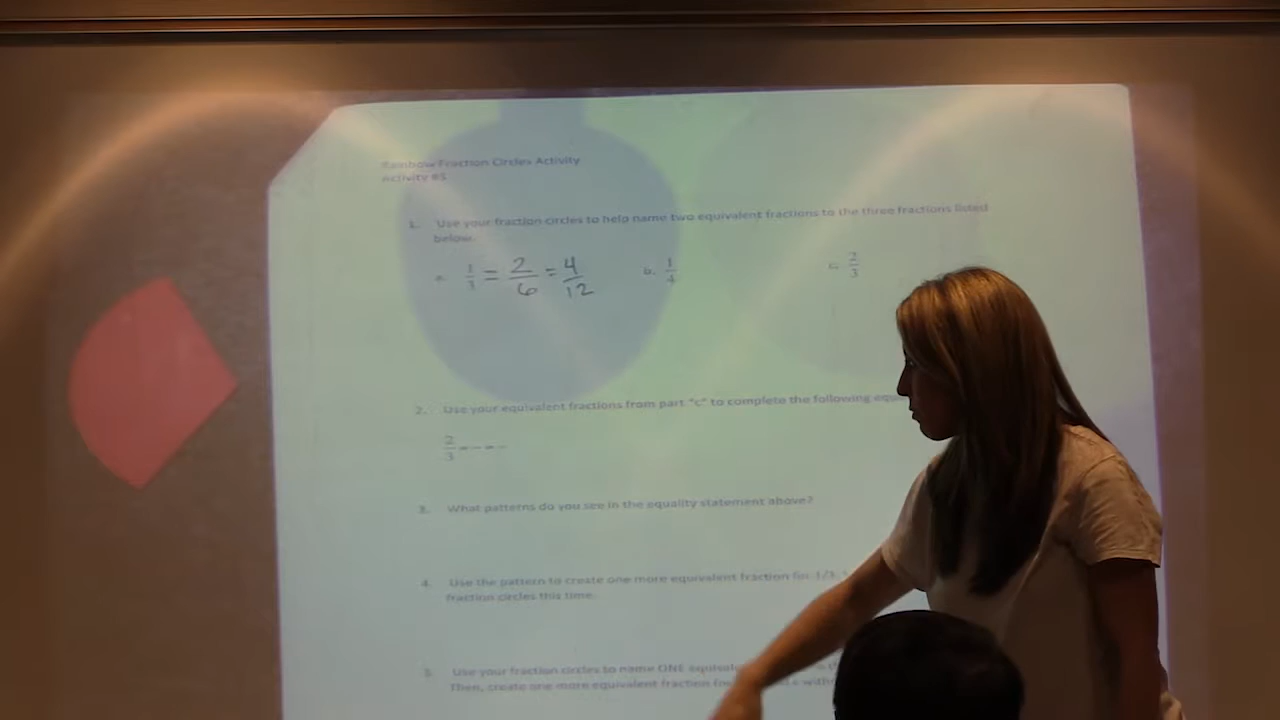 Rainbow Fraction Circles Activity
Activity #3
1. Use your fraction circles to help name two equivalent fractions to the three fractions listed
below.
a. 1/3 = 2/6 = 4/12 b. 1/4 c. 2/3
2. Use your equivalent fractions from part "c" to complete the following
2/3 = - = -
3. What patterns do you see in the equality statement above?
4. Use the pattern to create one more equivalent fraction for 1/3.
fraction circles this time.
5. Use your fraction circles to name ONE
Then, create one more equivalent fraction